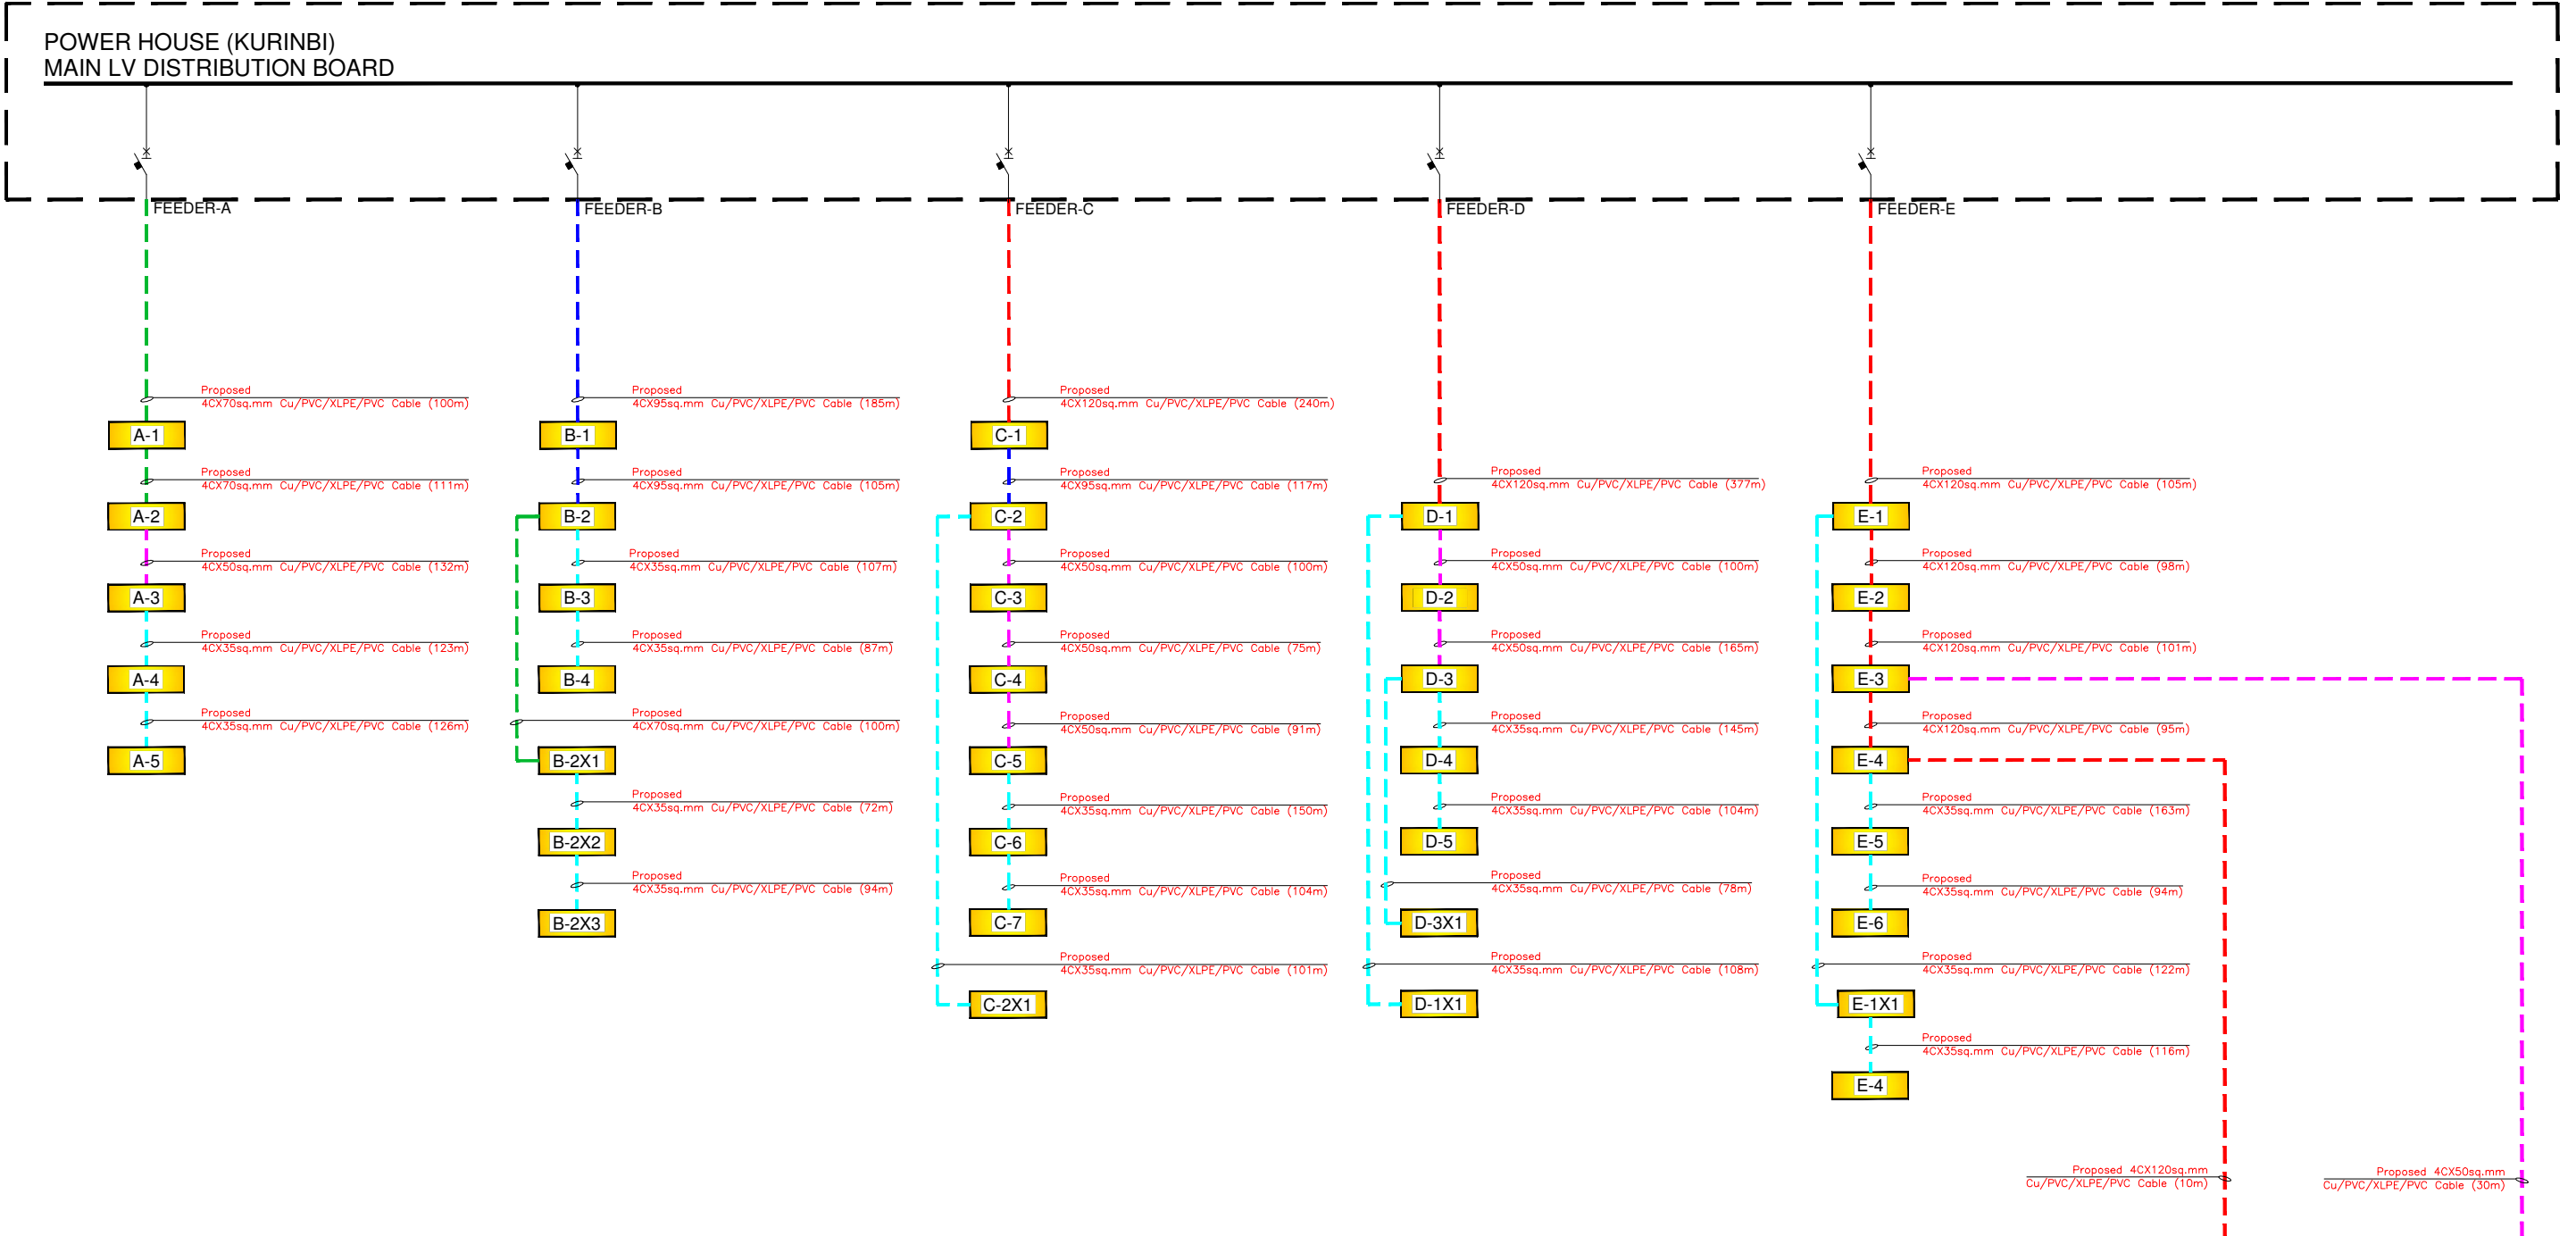 POWER HOUSE (KURINBI)
MAIN LV DISTRIBUTION BOARD
FEEDER-A
FEEDER-B
FEEDER-C
FEEDER-D
FEEDER-E
Proposed
4CX70sq.mm Cu/PVC/XLPE/PVC Cable (100m)
A-1
Proposed
4CX70sq.mm Cu/PVC/XLPE/PVC Cable (111m)
A-2
Proposed
4CX50sq.mm Cu/PVC/XLPE/PVC Cable (132m)
A-3
Proposed
4CX35sq.mm Cu/PVC/XLPE/PVC Cable (123m)
A-4
Proposed
4CX35sq.mm Cu/PVC/XLPE/PVC Cable (126m)
A-5
Proposed
4CX95sq.mm Cu/PVC/XLPE/PVC Cable (185m)
B-1
Proposed
4CX95sq.mm Cu/PVC/XLPE/PVC Cable (105m)
B-2
Proposed
4CX35sq.mm Cu/PVC/XLPE/PVC Cable (107m)
B-3
Proposed
4CX35sq.mm Cu/PVC/XLPE/PVC Cable (87m)
B-4
Proposed
4CX70sq.mm Cu/PVC/XLPE/PVC Cable (100m)
B-2X1
Proposed
4CX35sq.mm Cu/PVC/XLPE/PVC Cable (72m)
B-2X2
Proposed
4CX35sq.mm Cu/PVC/XLPE/PVC Cable (94m)
B-2X3
Proposed
4CX120sq.mm Cu/PVC/XLPE/PVC Cable (240m)
C-1
Proposed
4CX95sq.mm Cu/PVC/XLPE/PVC Cable (117m)
C-2
Proposed
4CX50sq.mm Cu/PVC/XLPE/PVC Cable (100m)
C-3
Proposed
4CX50sq.mm Cu/PVC/XLPE/PVC Cable (75m)
C-4
Proposed
4CX50sq.mm Cu/PVC/XLPE/PVC Cable (91m)
C-5
Proposed
4CX35sq.mm Cu/PVC/XLPE/PVC Cable (150m)
C-6
Proposed
4CX35sq.mm Cu/PVC/XLPE/PVC Cable (104m)
C-7
Proposed
4CX35sq.mm Cu/PVC/XLPE/PVC Cable (101m)
C-2X1
Proposed
4CX120sq.mm Cu/PVC/XLPE/PVC Cable (377m)
D-1
Proposed
4CX50sq.mm Cu/PVC/XLPE/PVC Cable (100m)
D-2
Proposed
4CX50sq.mm Cu/PVC/XLPE/PVC Cable (165m)
D-3
Proposed
4CX35sq.mm Cu/PVC/XLPE/PVC Cable (145m)
D-4
Proposed
4CX35sq.mm Cu/PVC/XLPE/PVC Cable (104m)
D-5
Proposed
4CX35sq.mm Cu/PVC/XLPE/PVC Cable (78m)
D-3X1
Proposed
4CX35sq.mm Cu/PVC/XLPE/PVC Cable (108m)
D-1X1
Proposed
4CX120sq.mm Cu/PVC/XLPE/PVC Cable (105m)
E-1
Proposed
4CX120sq.mm Cu/PVC/XLPE/PVC Cable (98m)
E-2
Proposed
4CX120sq.mm Cu/PVC/XLPE/PVC Cable (101m)
E-3
Proposed
4CX120sq.mm Cu/PVC/XLPE/PVC Cable (95m)
E-4
Proposed
4CX35sq.mm Cu/PVC/XLPE/PVC Cable (163m)
E-5
Proposed
4CX35sq.mm Cu/PVC/XLPE/PVC Cable (94m)
E-6
Proposed
4CX35sq.mm Cu/PVC/XLPE/PVC Cable (122m)
E-1X1
Proposed
4CX35sq.mm Cu/PVC/XLPE/PVC Cable (116m)
E-4
Proposed 4CX120sq.mm
Cu/PVC/XLPE/PVC Cable (10m)
Proposed 4CX50sq.mm
Cu/PVC/XLPE/PVC Cable (30m)